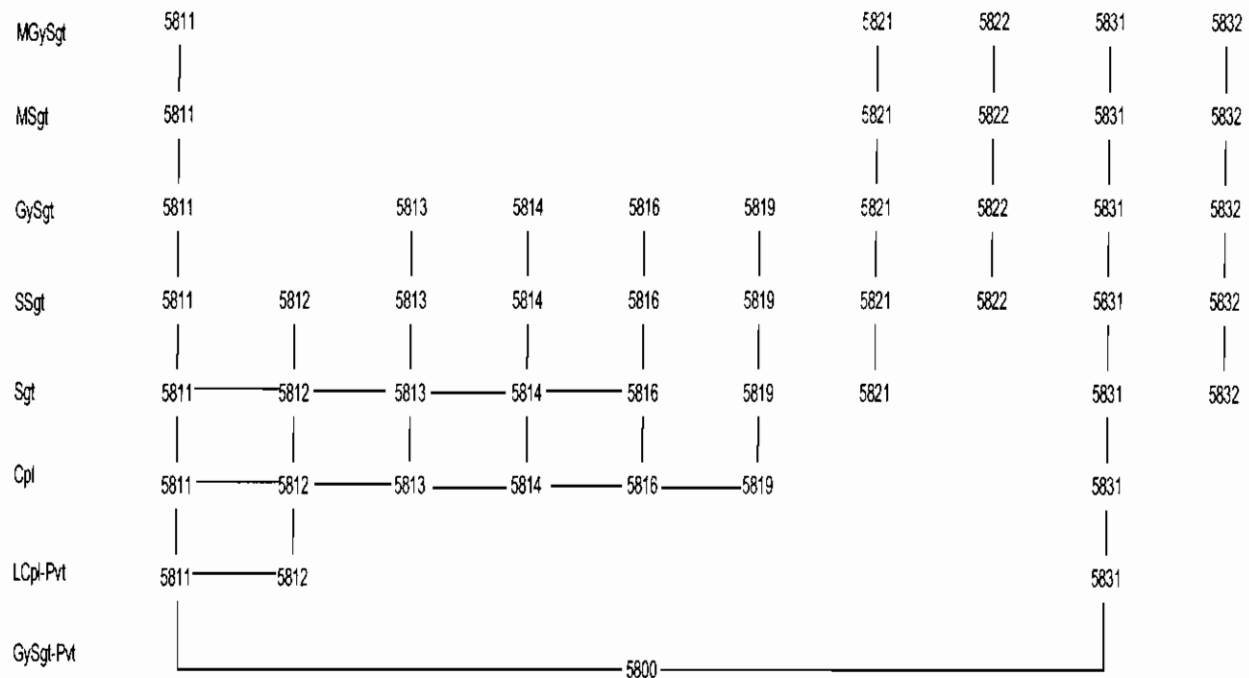 MGySgt 5811 5821 5822 5831 5832
MSgt 5811 5821 5822 5831 5832
GySgt 5811 5813 5814 5816 5819 5821 5822 5831 5832
SSgt 5811 5812 5813 5814 5816 5819 5821 5822 5831 5832
Sgt 5811 5812 5813 5814 5816 5819 5821 5831 5832
Cpl 5811 5812 5813 5814 5816 5819 5831
LCpl-Pvt 5811 5812 5831
GySgt-Pvt 5800